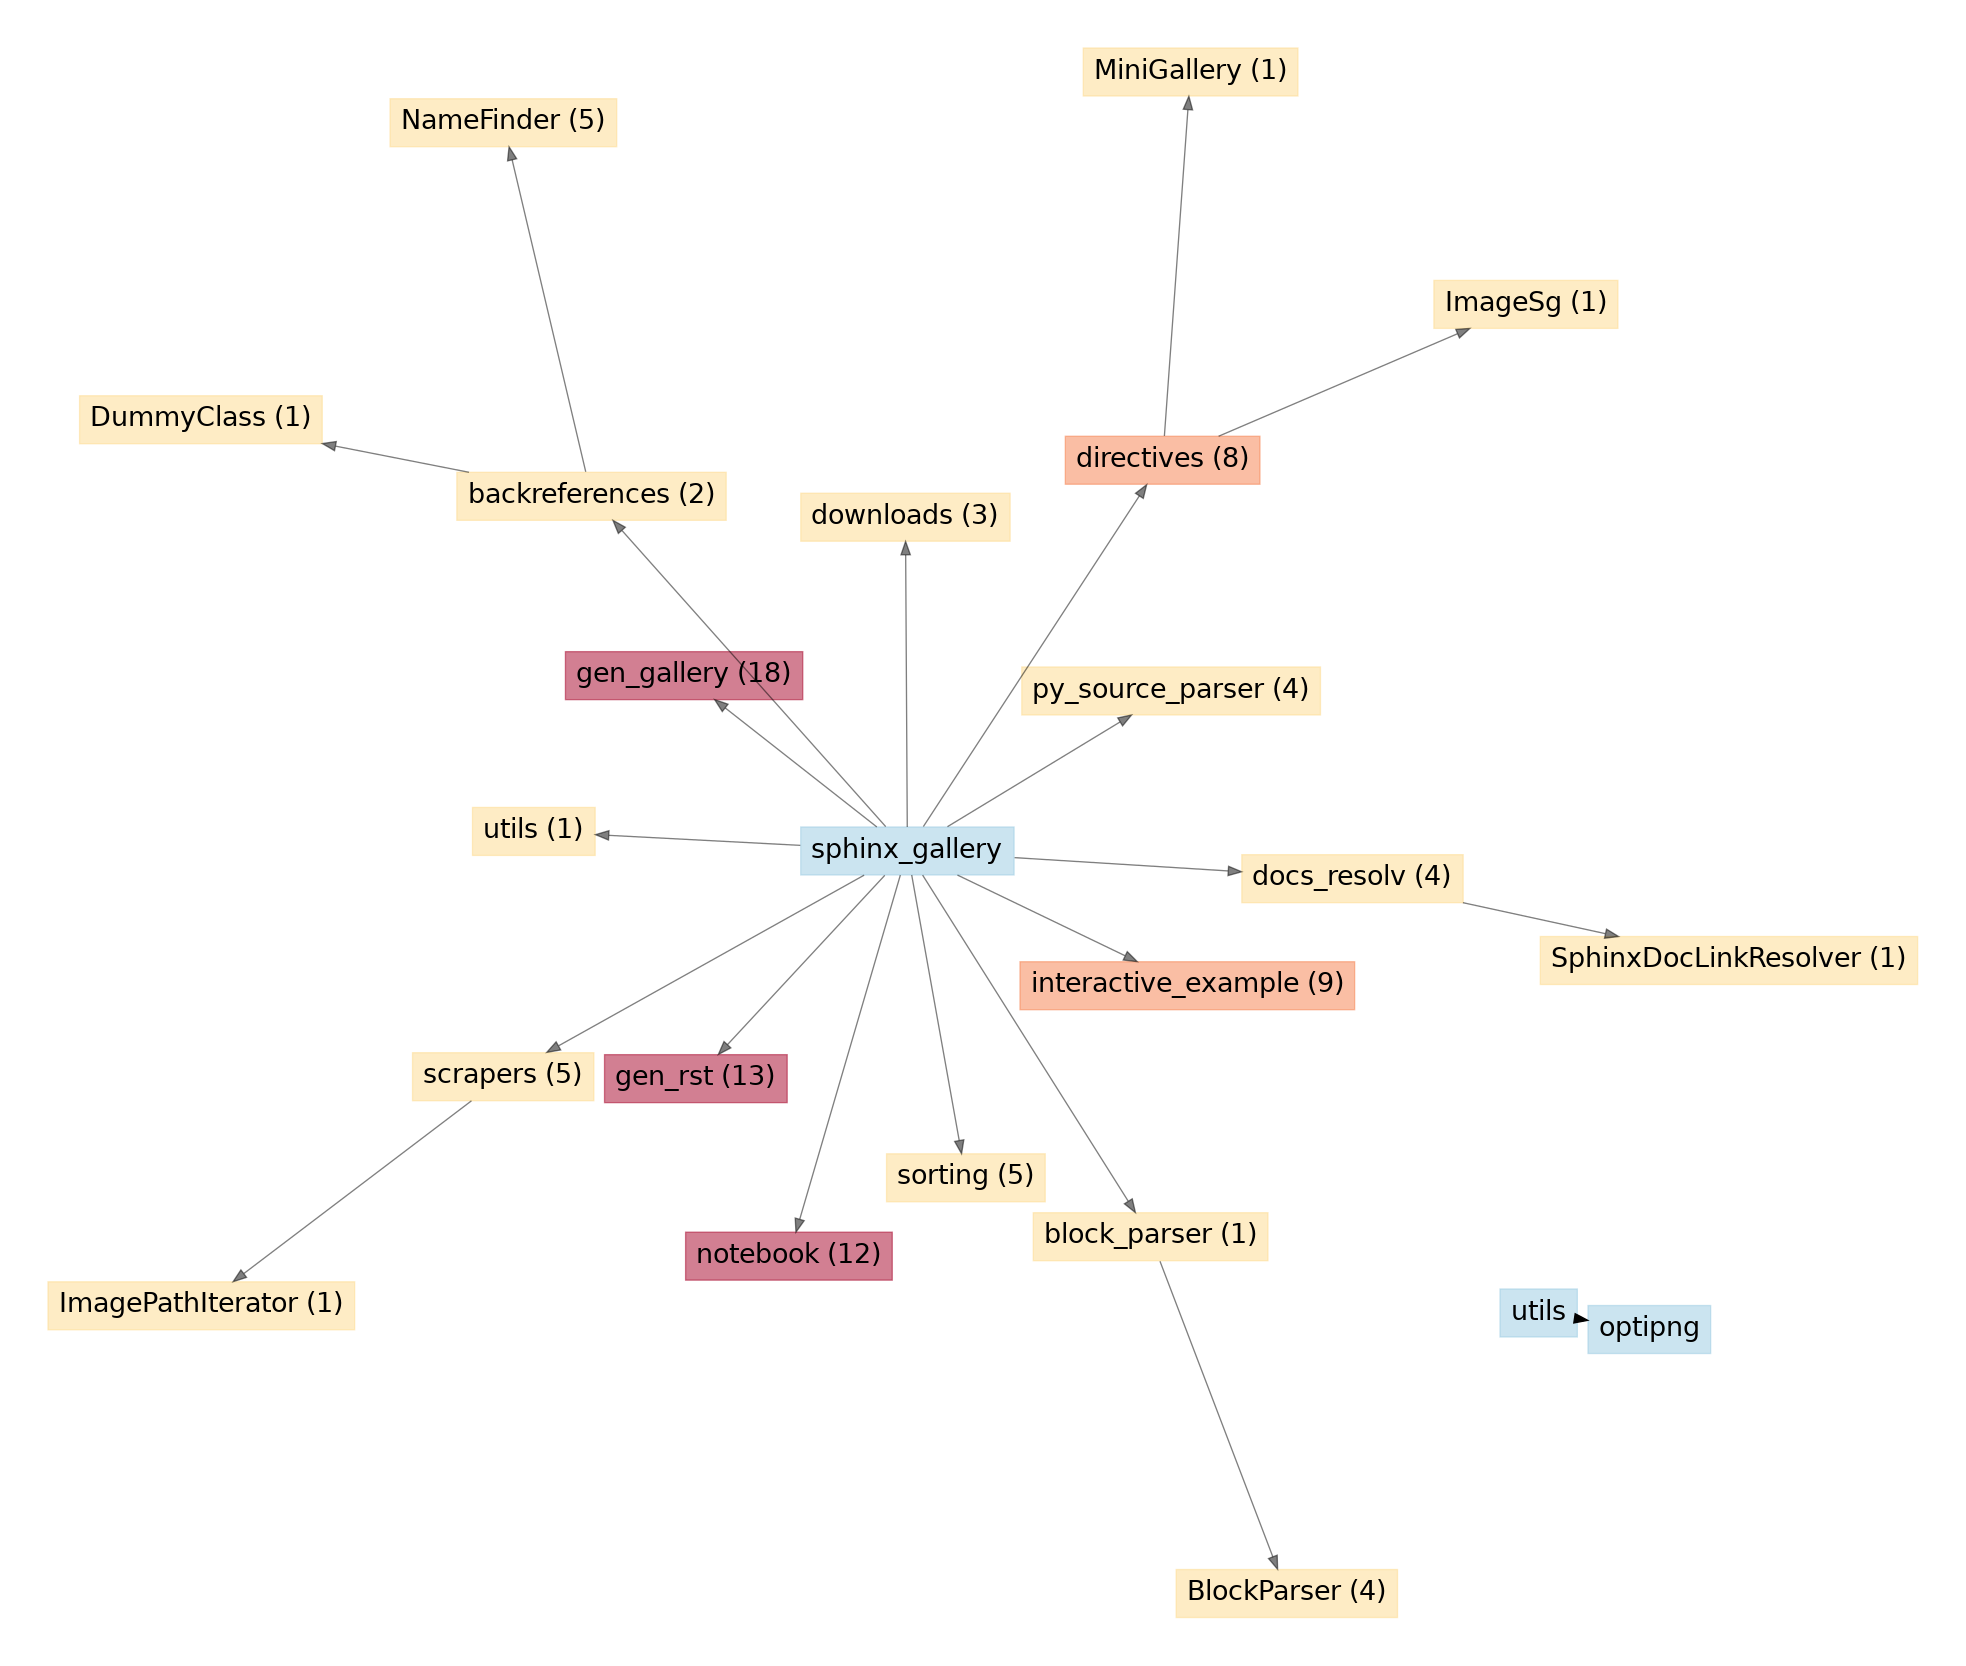 MiniGallery (1)
NameFinder (5)
ImageSg (1)
DummyClass (1)
directives (8)
backreferences (2)
downloads (3)
gen_gallery (18)
py_source_parser (4)
utils (1)
sphinx_gallery
docs_resolv (4)
SphinxDocLinkResolver (1)
interactive_example (9)
scrapers (5)
gen_rst (13)
sorting (5)
block_parser (1)
notebook (12)
ImagePathIterator (1)
utils
optipng
BlockParser (4)